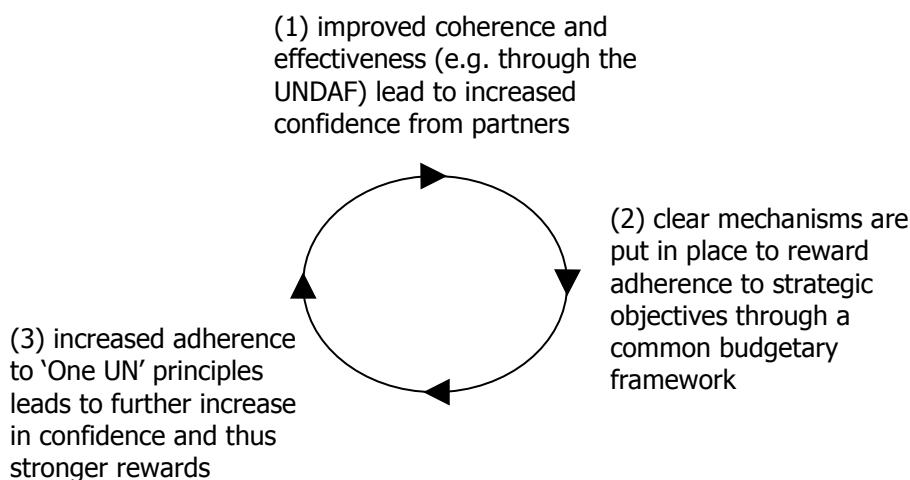 (1) improved coherence and
effectiveness (e.g. through the
UNDAF) lead to increased
confidence from partners
(2) clear mechanisms are
put in place to reward
adherence to strategic
objectives through a
common budgetary
framework
(3) increased adherence
to ‘One UN’ principles
leads to further increase
in confidence and thus
stronger rewards